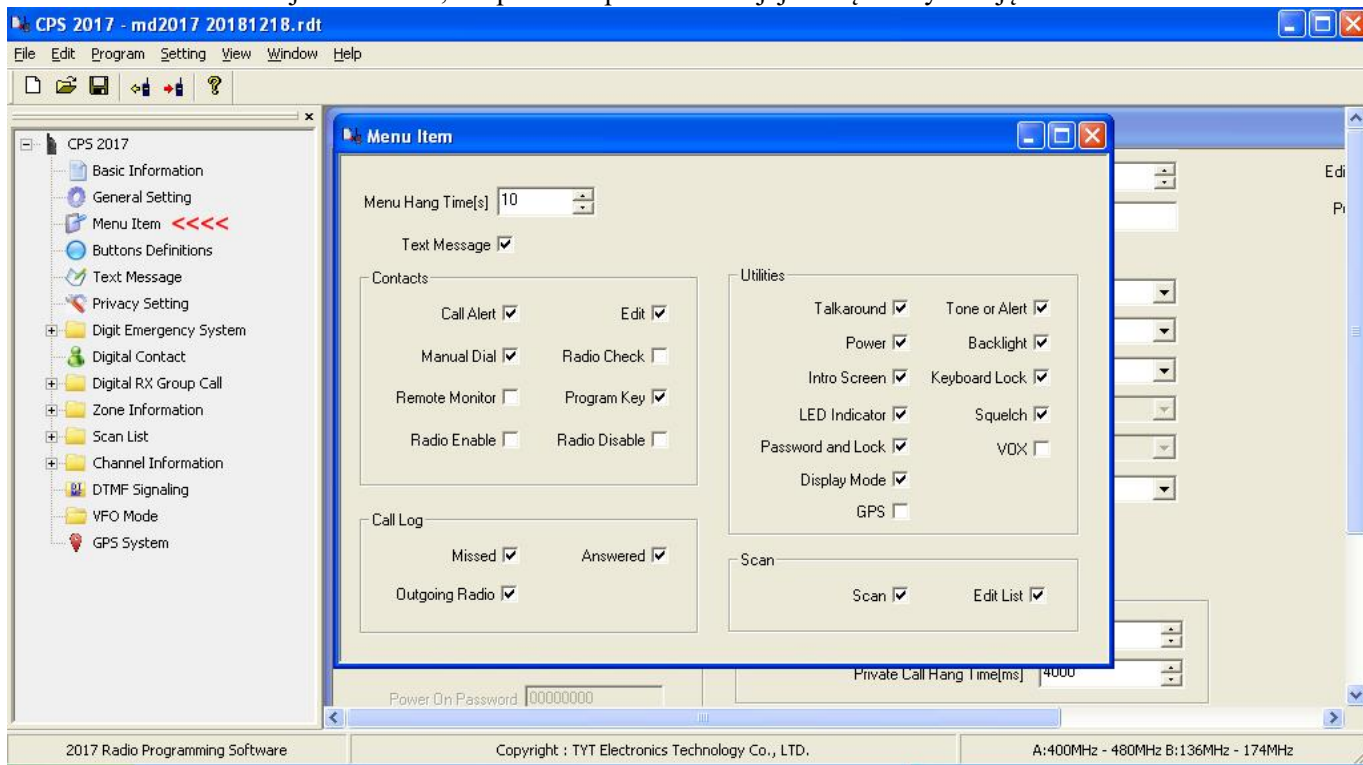 CPS 2017 - md2017 20181218.rdt
File Edit Program Setting View Window Help
CPS 2017
Basic Information
General Setting
Menu Item <<<<
Buttons Definitions
Text Message
Privacy Setting
Digit Emergency System
Digital Contact
Digital RX Group Call
Zone Information
Scan List
Channel Information
DTMF Signaling
VFO Mode
GPS System
Menu Item
Menu Hang Time[s] 10
Text Message
Contacts
Call Alert Edit
Manual Dial Radio Check
Remote Monitor Program Key
Radio Enable Radio Disable
Call Log
Missed Answered
Outgoing Radio
Utilities
Talkaround Tone or Alert
Power Backlight
Intro Screen Keyboard Lock
LED Indicator Squelch
Password and Lock VOX
Display Mode
GPS
Scan
Scan Edit List
Edi
Private Call Hang Time[ms] 4000
Power On Password 00000000
2017 Radio Programming Software Copyright : TYT Electronics Technology Co., LTD. A:400MHz - 480MHz B:136MHz - 174MHz